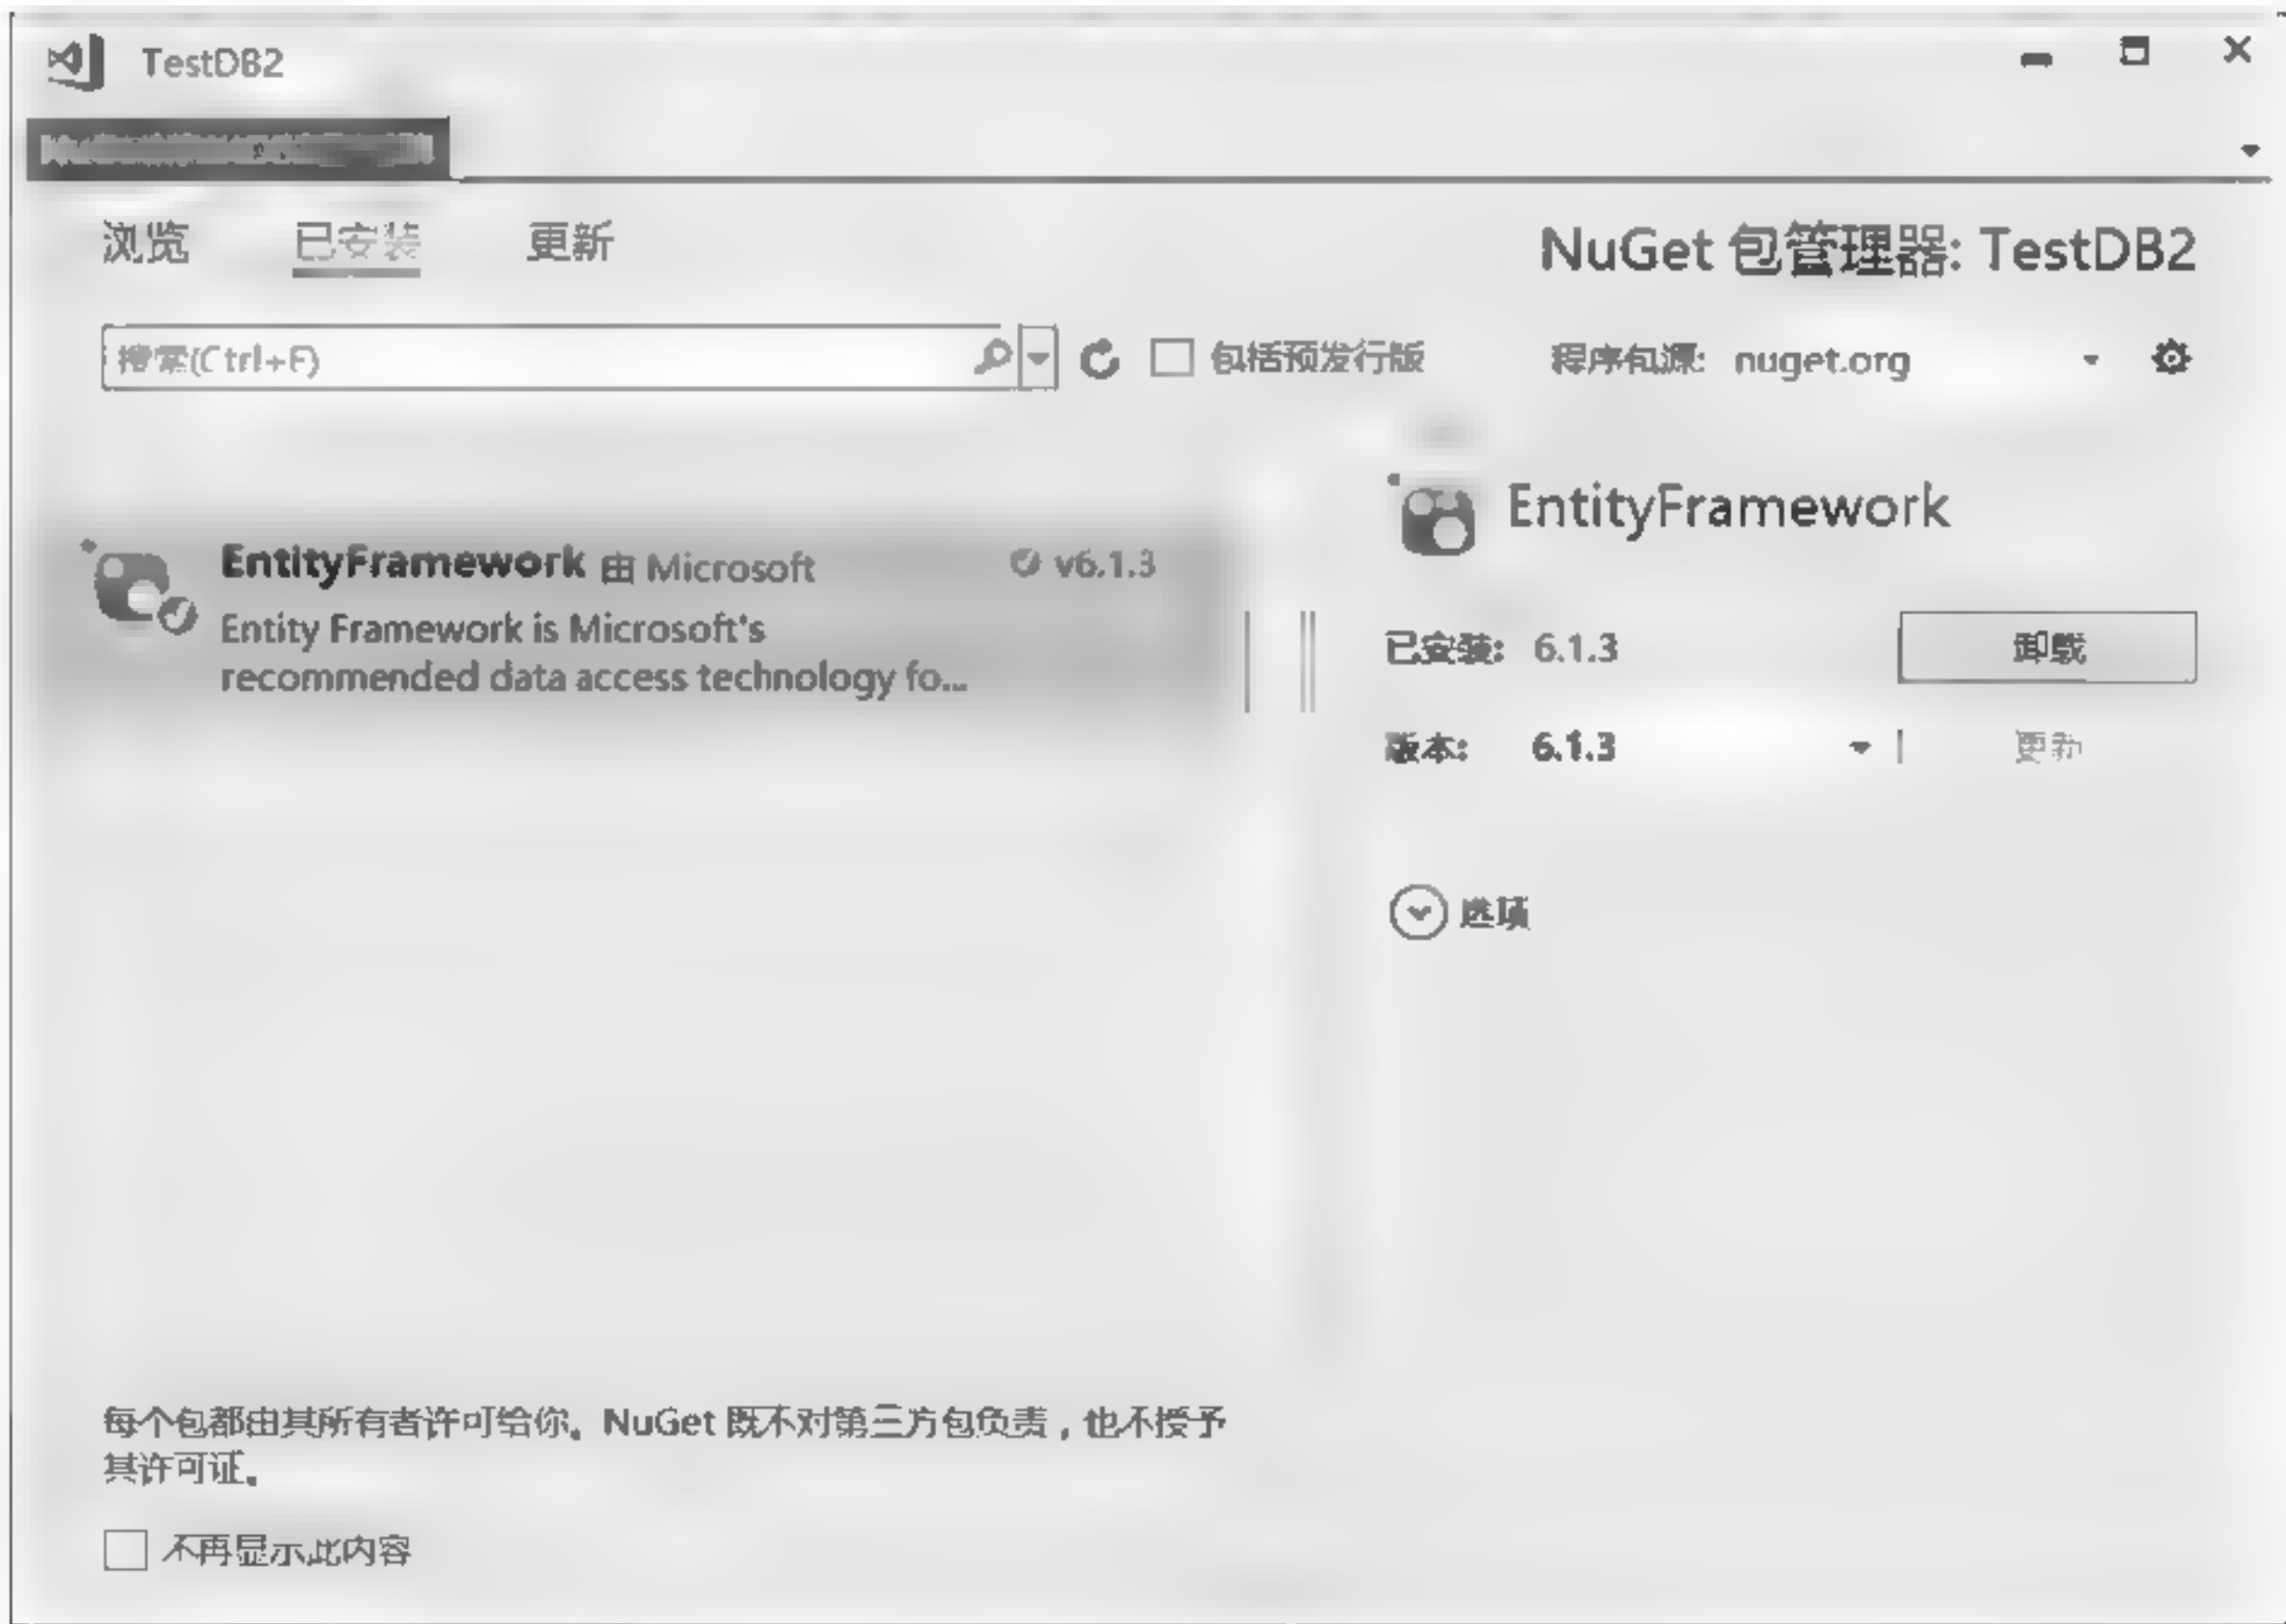 TestDB2
浏览 已安装 更新
NuGet 包管理器: TestDB2
搜索(Ctrl+E)
包括预发行版
程序包源: nuget.org
EntityFramework 由 Microsoft
v6.1.3
Entity Framework is Microsoft's
recommended data access technology fo...
EntityFramework
已安装: 6.1.3
卸载
版本: 6.1.3
更新
选项
每个包都由其所有者许可给你。NuGet 既不对第三方包负责，也不授予
其许可证。
不再显示此内容